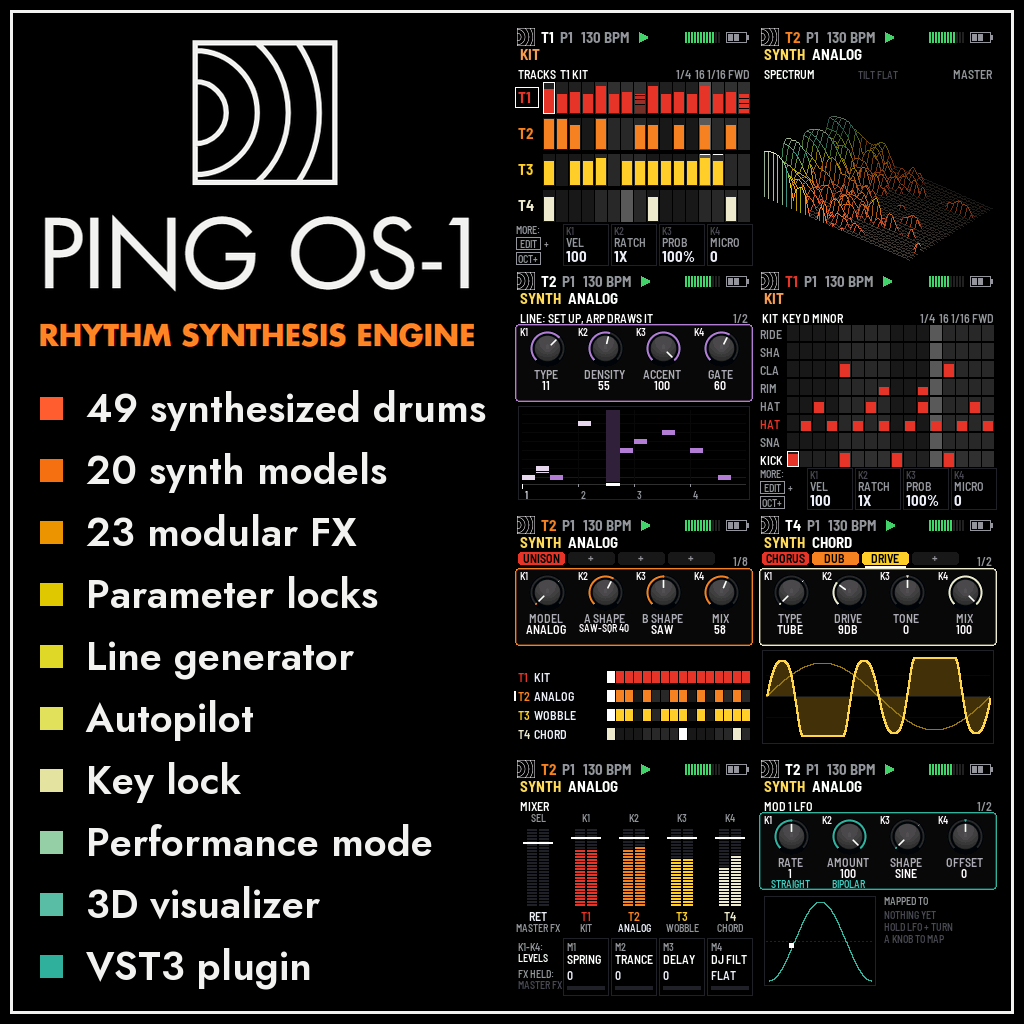 PING OS-1
RHYTHM SYNTHESIS ENGINE
49 synthesized drums
20 synth models
23 modular FX
Parameter locks
Line generator
Autopilot
Key lock
Performance mode
3D visualizer
VST3 plugin
T1 P1 130 BPM
KIT
TRACKS T1 KIT 1/4 16 1/16 FWD
T1
T2
T3
T4
MORE: K1 K2 K3 K4
EDIT + VEL RATCH PROB MICRO
OCT+ 100 1X 100% 0
T2 P1 130 BPM
SYNTH ANALOG
SPECTRUM TILT FLAT MASTER
T2 P1 130 BPM
SYNTH ANALOG
LINE: SET UP, ARP DRAWS IT 1/2
K1 K2 K3 K4
TYPE DENSITY ACCENT GATE
11 55 100 60
1 2 3 4
T1 P1 130 BPM
KIT
KIT KEY D MINOR 1/4 16 1/16 FWD
RIDE
SHA
CLA
RIM
HAT
HAT
SNA
KICK
MORE: K1 K2 K3 K4
EDIT + VEL RATCH PROB MICRO
OCT+ 100 1X 100% 0
T2 P1 130 BPM
SYNTH ANALOG
UNISON + + + 1/8
K1 K2 K3 K4
MODEL A SHAPE B SHAPE MIX
ANALOG SAW-SQR 40 SAW 58
T1 KIT
T2 ANALOG
T3 WOBBLE
T4 CHORD
T4 P1 130 BPM
SYNTH CHORD
CHORUS DUB DRIVE + 1/2
K1 K2 K3 K4
TYPE DRIVE TONE MIX
TUBE 9DB 0 100
T2 P1 130 BPM
SYNTH ANALOG
MIXER
SEL K1 K2 K3 K4
RET T1 T2 T3 T4
MASTER FX KIT ANALOG WOBBLE CHORD
K1-K4: M1 M2 M3 M4
LEVELS SPRING TRANCE DELAY DJ FILT
FX HELD: 0 0 0 FLAT
MASTER FX
T2 P1 130 BPM
SYNTH ANALOG
MOD 1 LFO 1/2
K1 K2 K3 K4
RATE AMOUNT SHAPE OFFSET
1 100 SINE 0
STRAIGHT BIPOLAR
MAPPED TO
NOTHING YET
HOLD LFO + TURN
A KNOB TO MAP